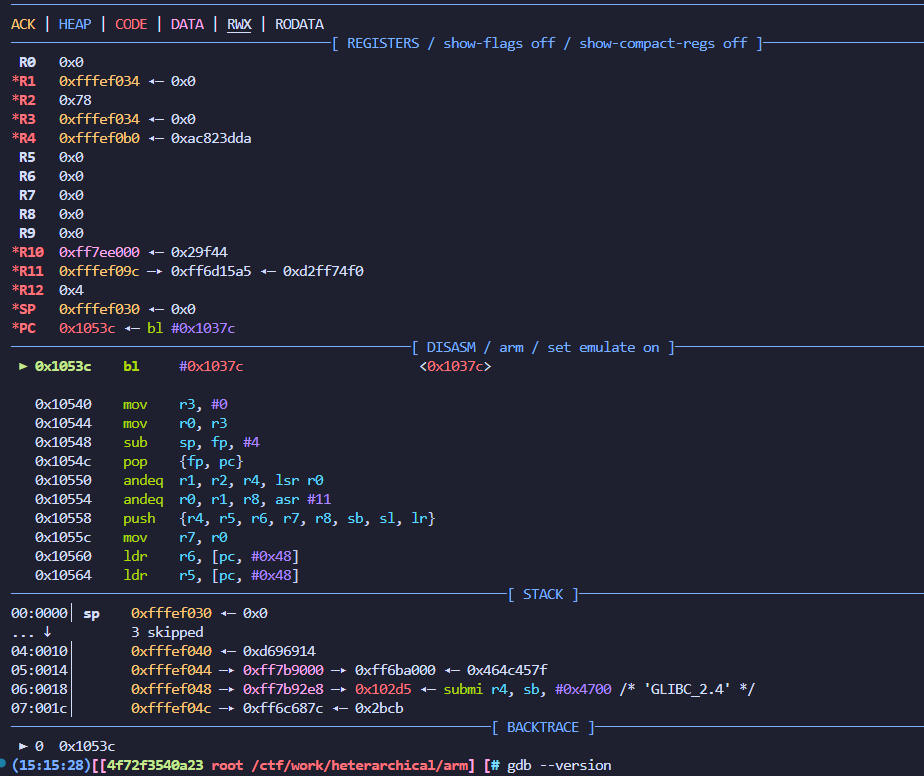 ACK | HEAP | CODE | DATA | RWX | RODATA
[ REGISTERS / show-flags off / show-compact-regs off ]
R0 0x0
*R1 0xfffef034 ◂— 0x0
*R2 0x78
*R3 0xfffef034 ◂— 0x0
*R4 0xfffef0b0 ◂— 0xac823dda
R5 0x0
R6 0x0
R7 0x0
R8 0x0
R9 0x0
*R10 0xff7ee000 ◂— 0x29f44
*R11 0xfffef09c —▸ 0xff6d15a5 ◂— 0xd2ff74f0
*R12 0x4
*SP 0xfffef030 ◂— 0x0
*PC 0x1053c ◂— bl #0x1037c
[ DISASM / arm / set emulate on ]
► 0x1053c bl #0x1037c <0x1037c>
0x10540 mov r3, #0
0x10544 mov r0, r3
0x10548 sub sp, fp, #4
0x1054c pop {fp, pc}
0x10550 andeq r1, r2, r4, lsr r0
0x10554 andeq r0, r1, r8, asr #11
0x10558 push {r4, r5, r6, r7, r8, sb, sl, lr}
0x1055c mov r7, r0
0x10560 ldr r6, [pc, #0x48]
0x10564 ldr r5, [pc, #0x48]
[ STACK ]
00:0000│ sp 0xfffef030 ◂— 0x0
... ↓ 3 skipped
04:0010│ 0xfffef040 ◂— 0xd696914
05:0014│ 0xfffef044 —▸ 0xff7b9000 —▸ 0xff6ba000 ◂— 0x464c457f
06:0018│ 0xfffef048 —▸ 0xff7b92e8 —▸ 0x102d5 ◂— submi r4, sb, #0x4700 /* 'GLIBC_2.4' */
07:001c│ 0xfffef04c —▸ 0xff6c687c ◂— 0x2bcb
[ BACKTRACE ]
► 0 0x1053c
(15:15:28)[[4f72f3540a23 root /ctf/work/heterarchical/arm] [# gdb --version